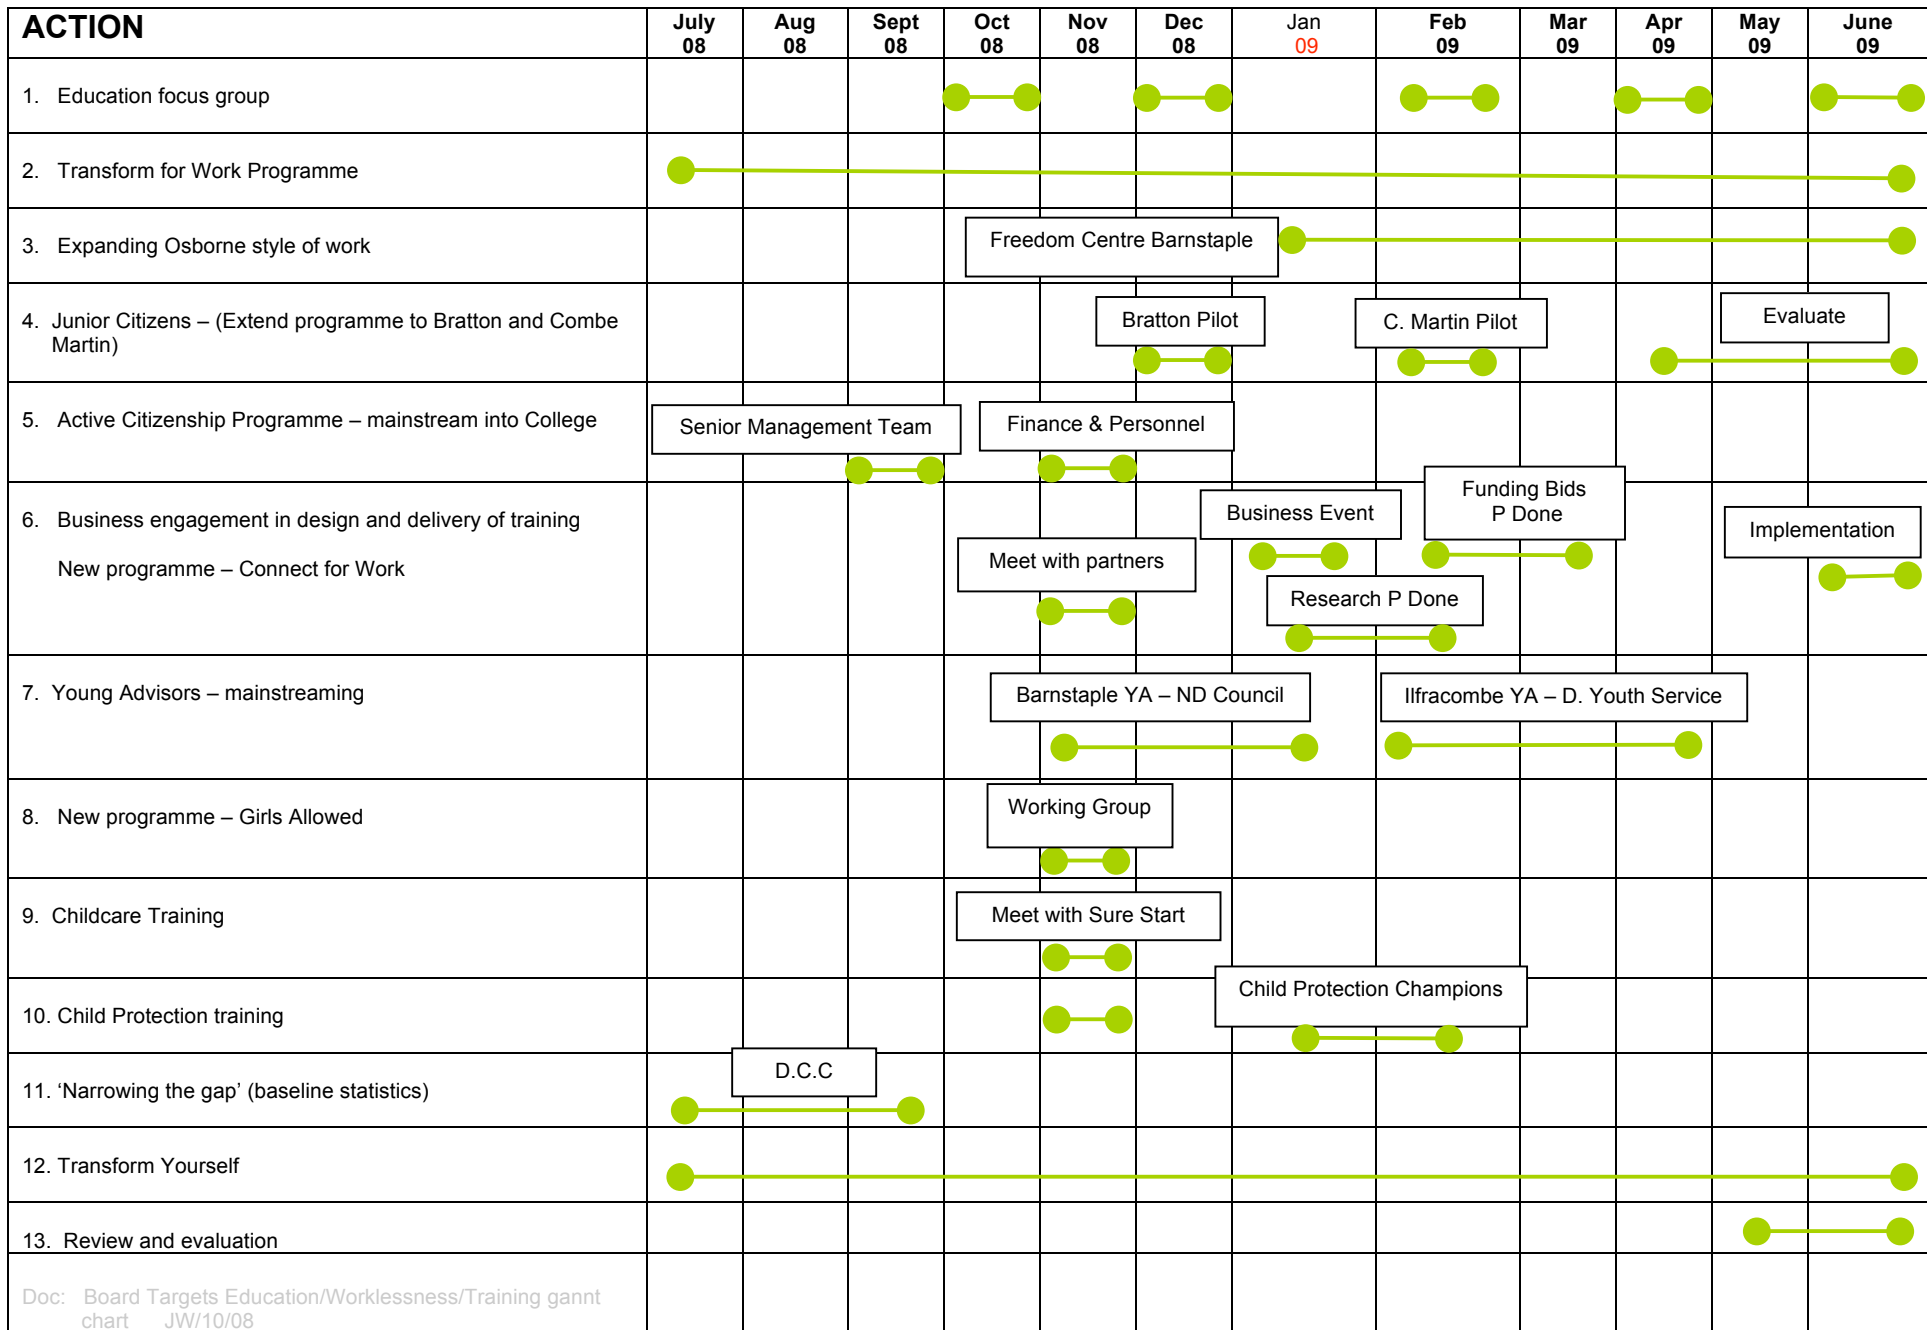 ACTION
July
08
Aug
08
Sept
08
Oct
08
Nov
08
Dec
08
Jan
09
Feb
09
Mar
09
Apr
09
May
09
June
09
1. Education focus group
2. Transform for Work Programme
3. Expanding Osborne style of work
Freedom Centre Barnstaple
4. Junior Citizens – (Extend programme to Bratton and Combe
Martin)
Bratton Pilot
C. Martin Pilot
Evaluate
5. Active Citizenship Programme – mainstream into College
Senior Management Team
Finance & Personnel
6. Business engagement in design and delivery of training
New programme – Connect for Work
Meet with partners
Business Event
Research P Done
Funding Bids
P Done
Implementation
7. Young Advisors – mainstreaming
Barnstaple YA – ND Council
Ilfracombe YA – D. Youth Service
8. New programme – Girls Allowed
Working Group
9. Childcare Training
Meet with Sure Start
10. Child Protection training
Child Protection Champions
11. ‘Narrowing the gap’ (baseline statistics)
D.C.C
12. Transform Yourself
13. Review and evaluation
Doc: Board Targets Education/Worklessness/Training gannt
chart JW/10/08